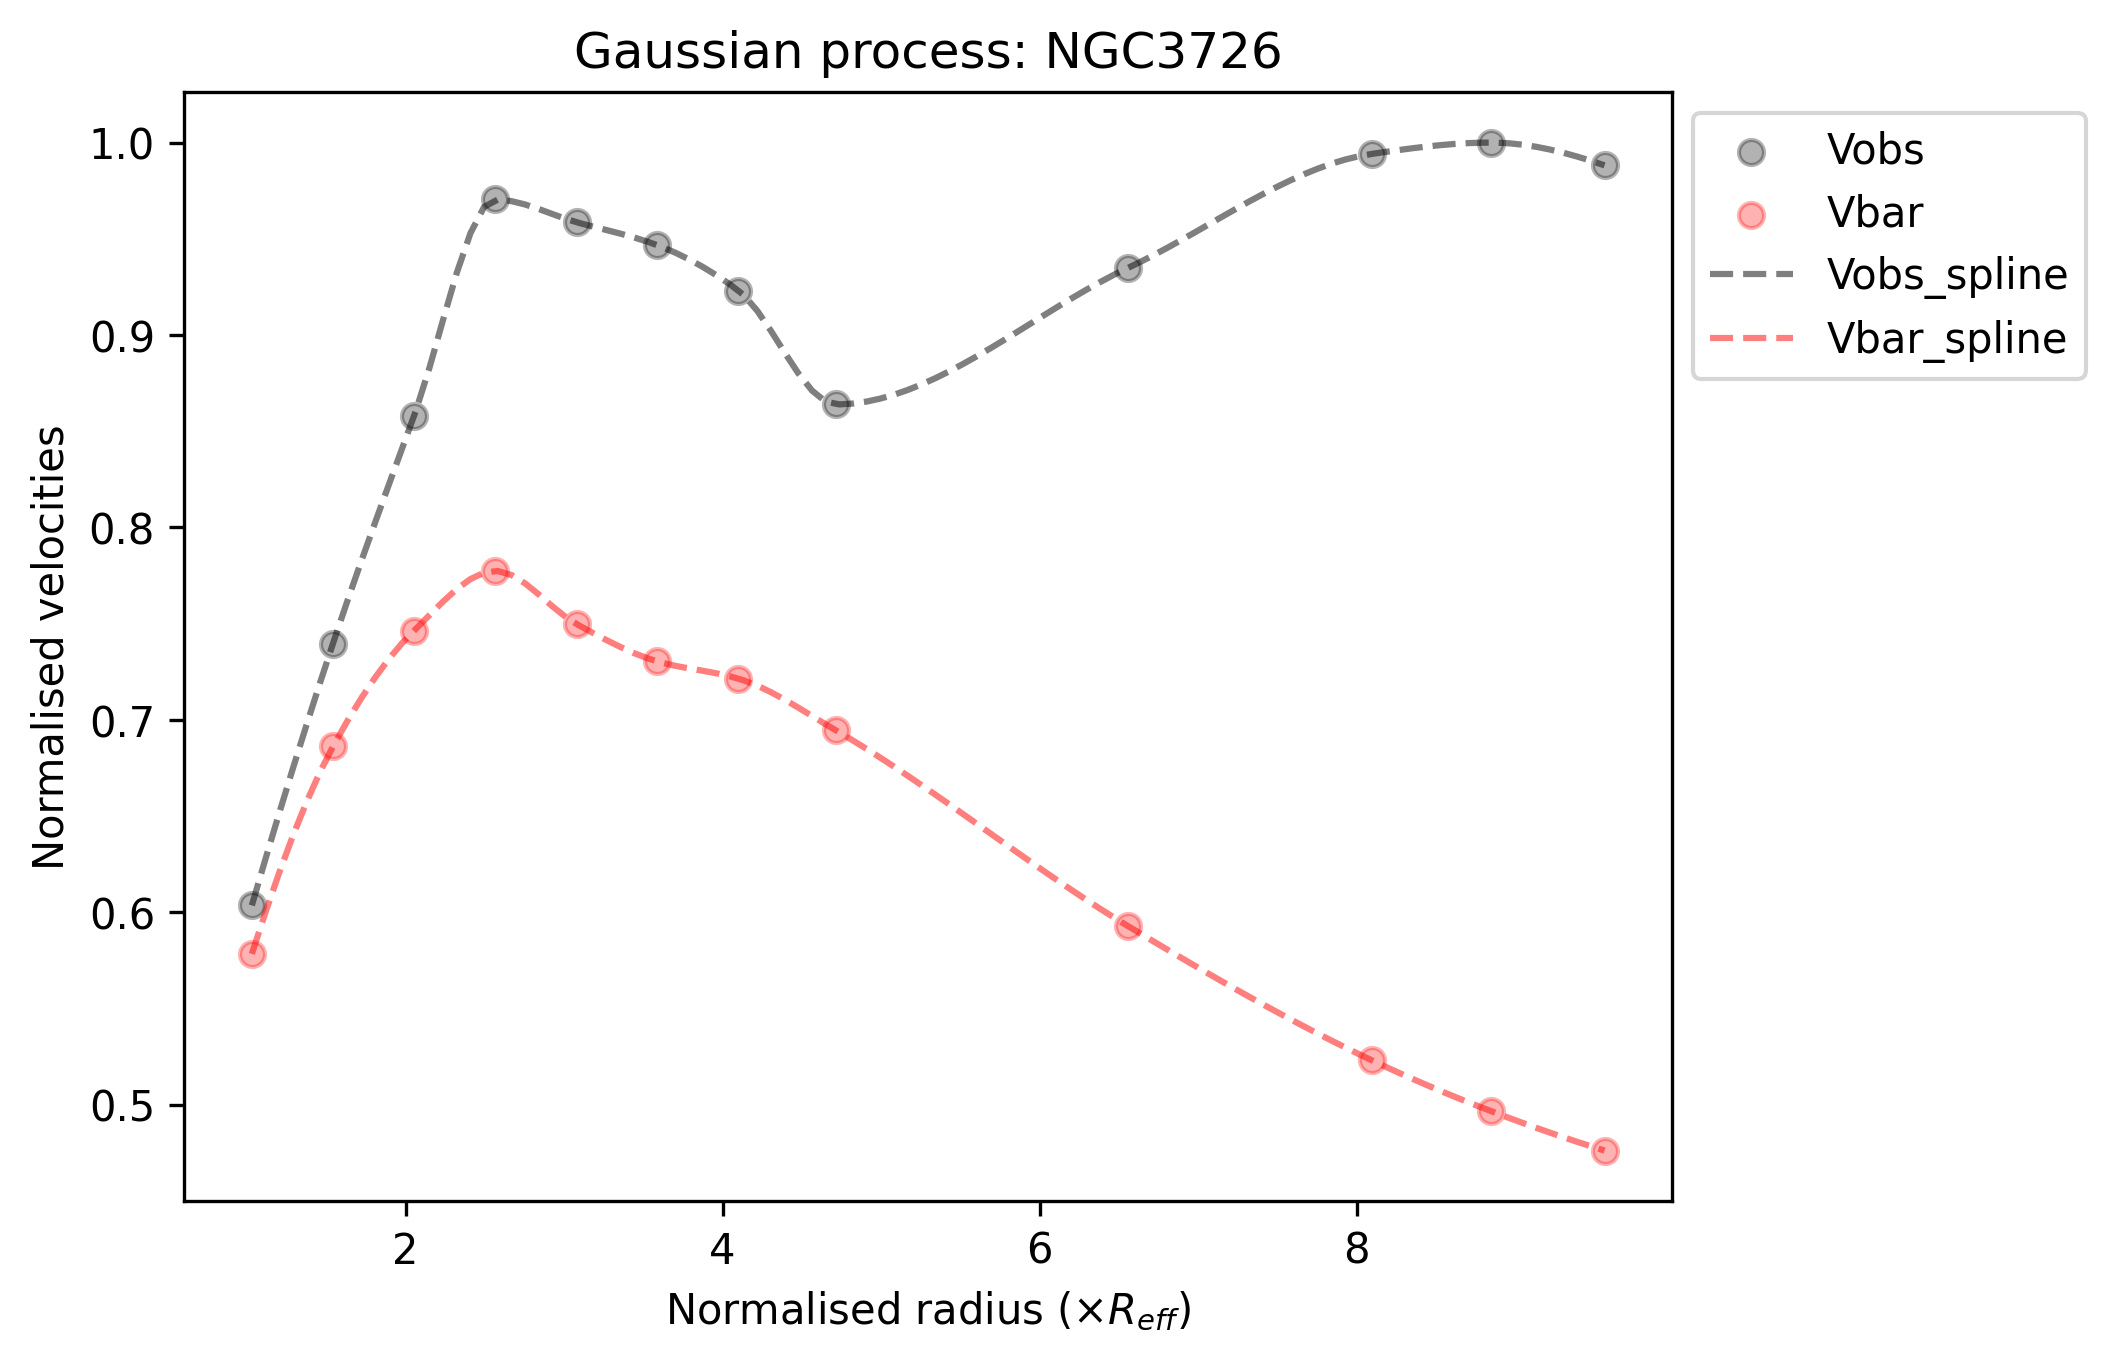 Gaussian process: NGC3726
1.0
0.9
0.8
0.7
0.6
0.5
Normalised velocities
2 4 6 8
Normalised radius (×R_eff)
Vobs
Vbar
Vobs_spline
Vbar_spline